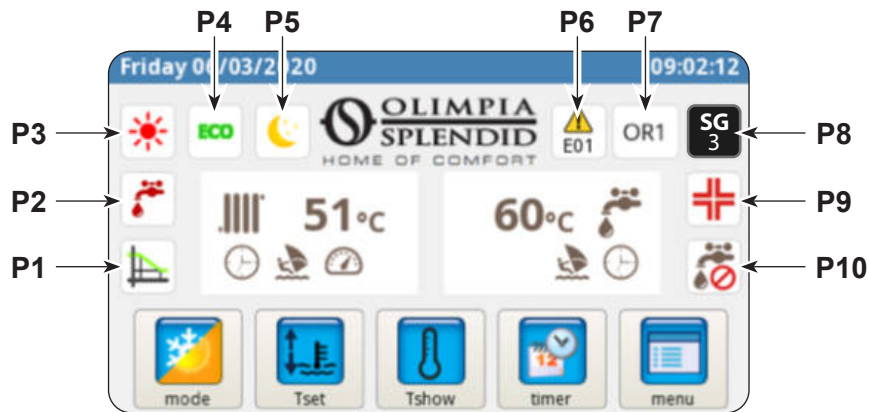 P4 P5 P6 P7
Friday 06/03/2020 09:02:12
P3 ECO OLIMPIA SPLENDID E01 OR1 SG 3 P8
HOME OF COMFORT
P2 51°C 60°C P9
P1 P10
12
mode Tset Tshow timer menu